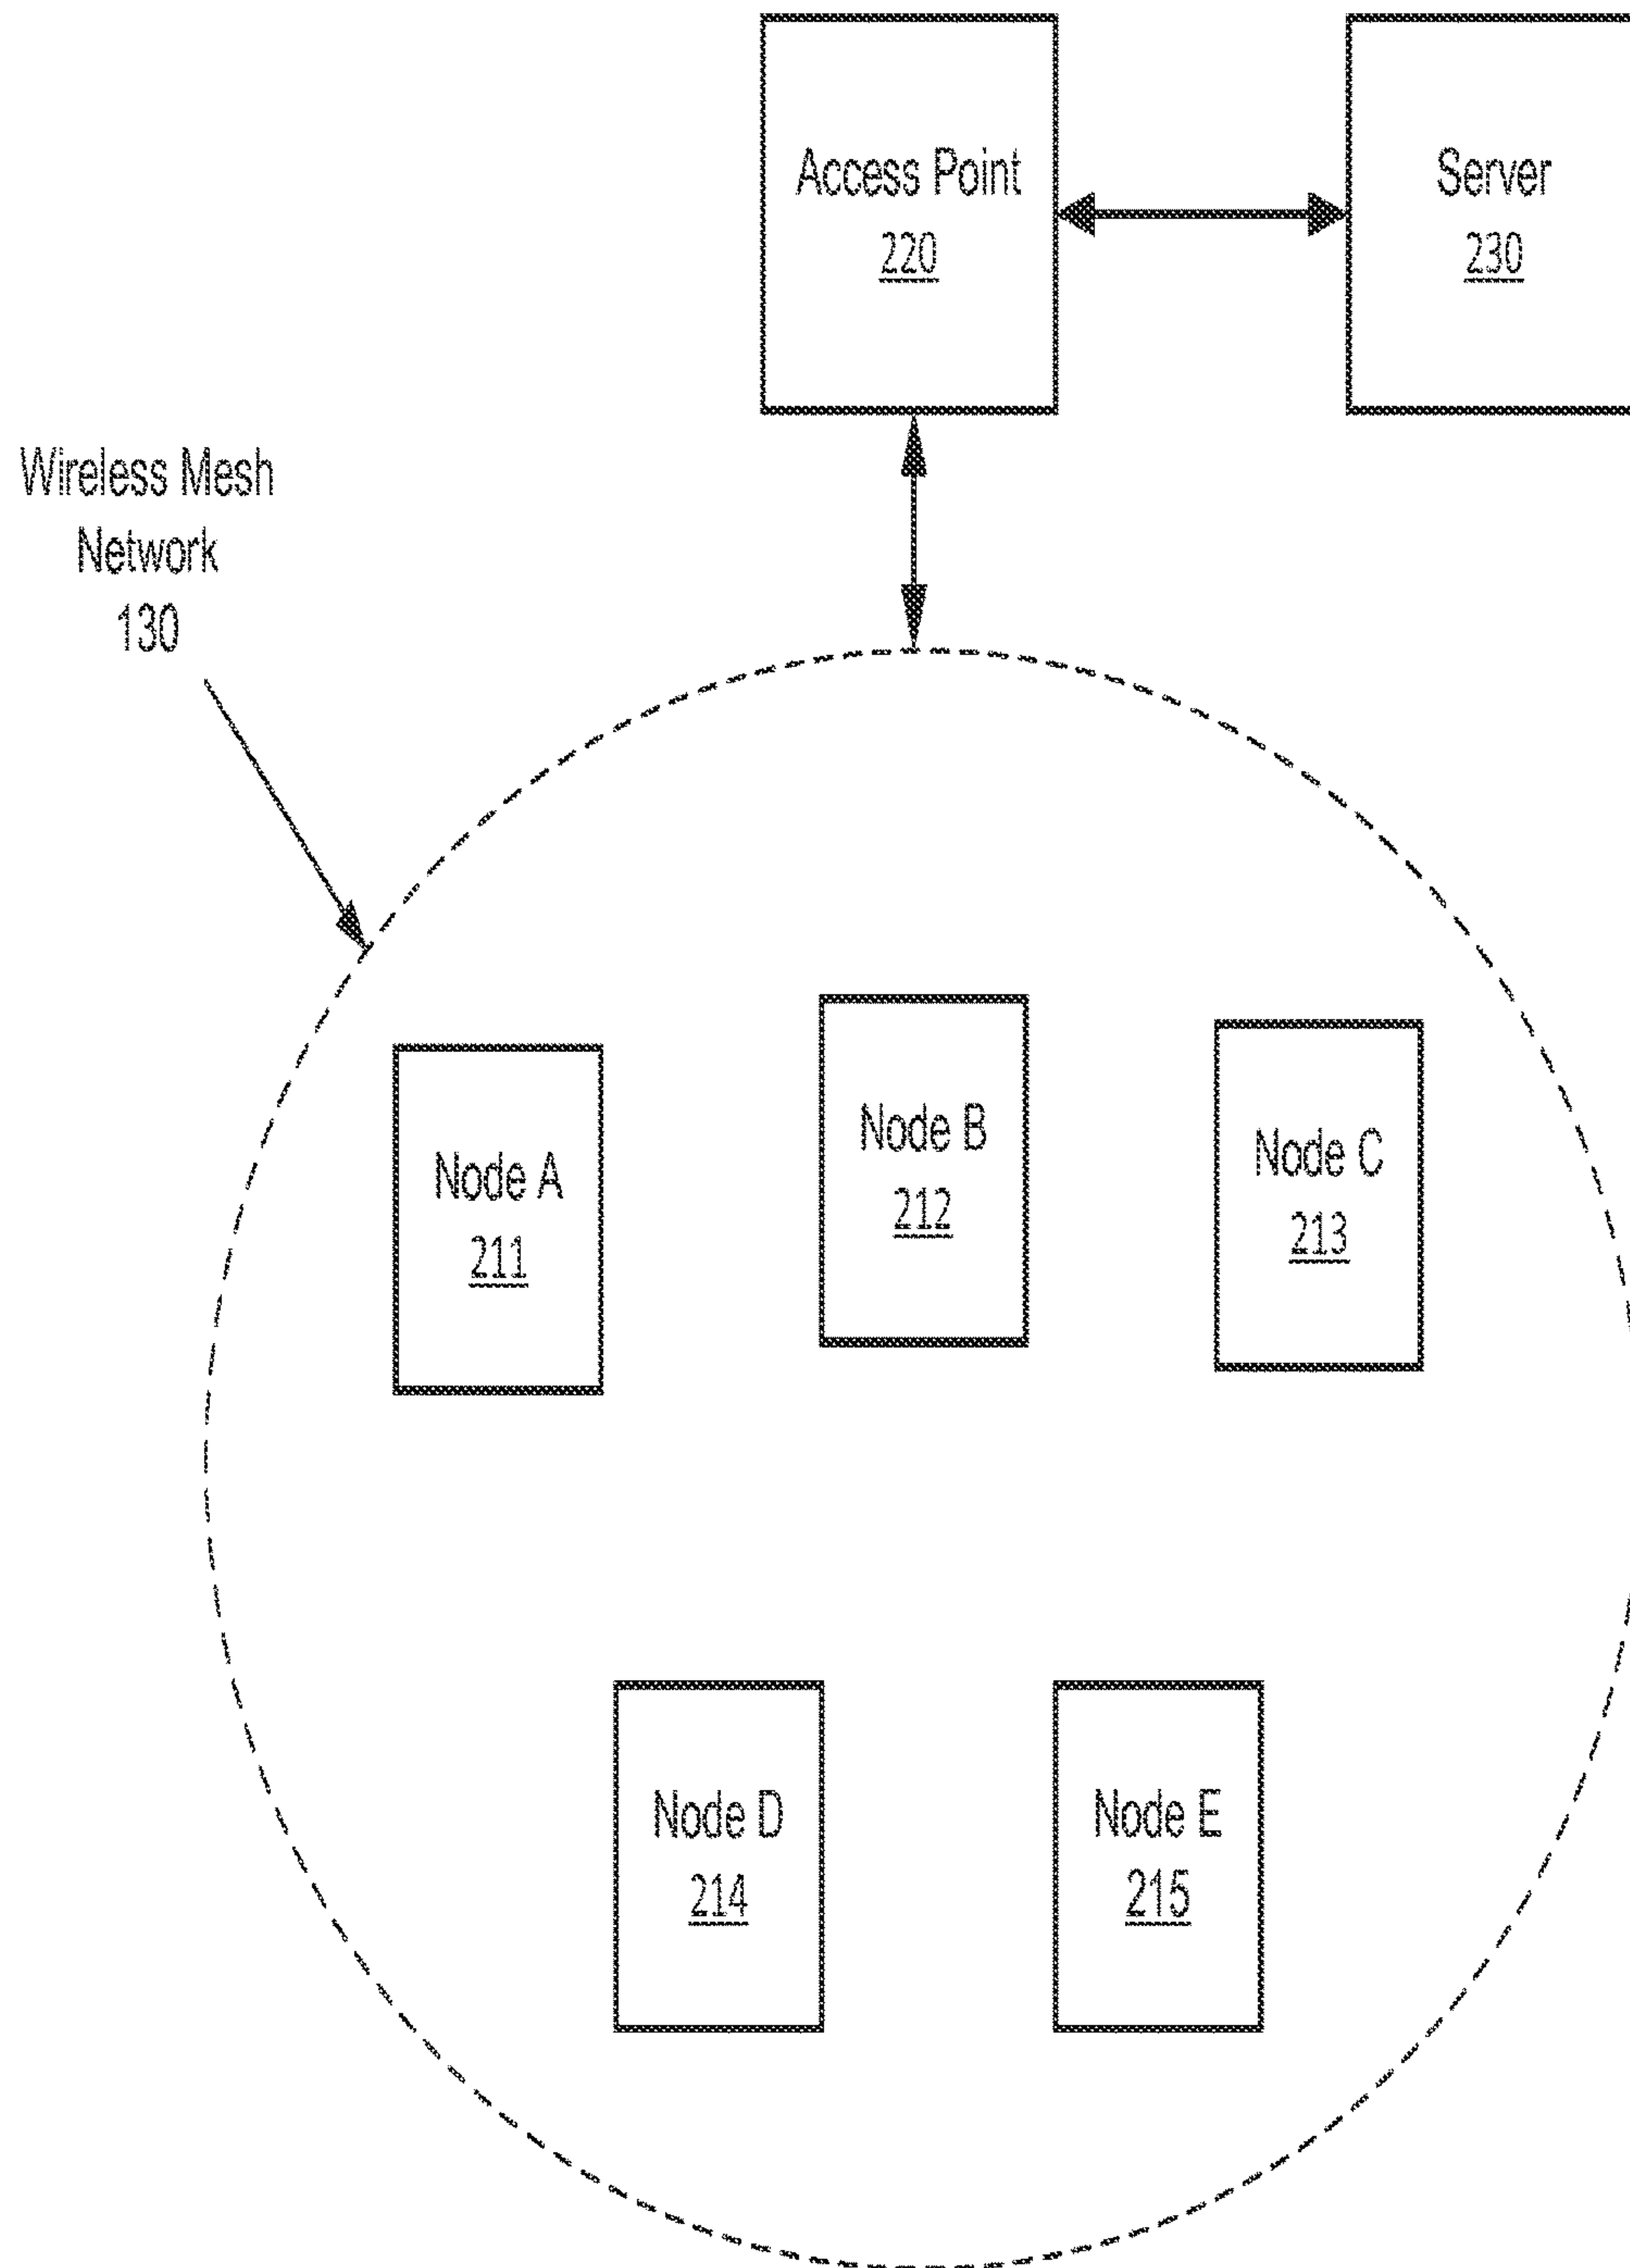 Access Point
220
Server
230
Wireless Mesh
Network
130
Node A
211
Node B
212
Node C
213
Node D
214
Node E
215